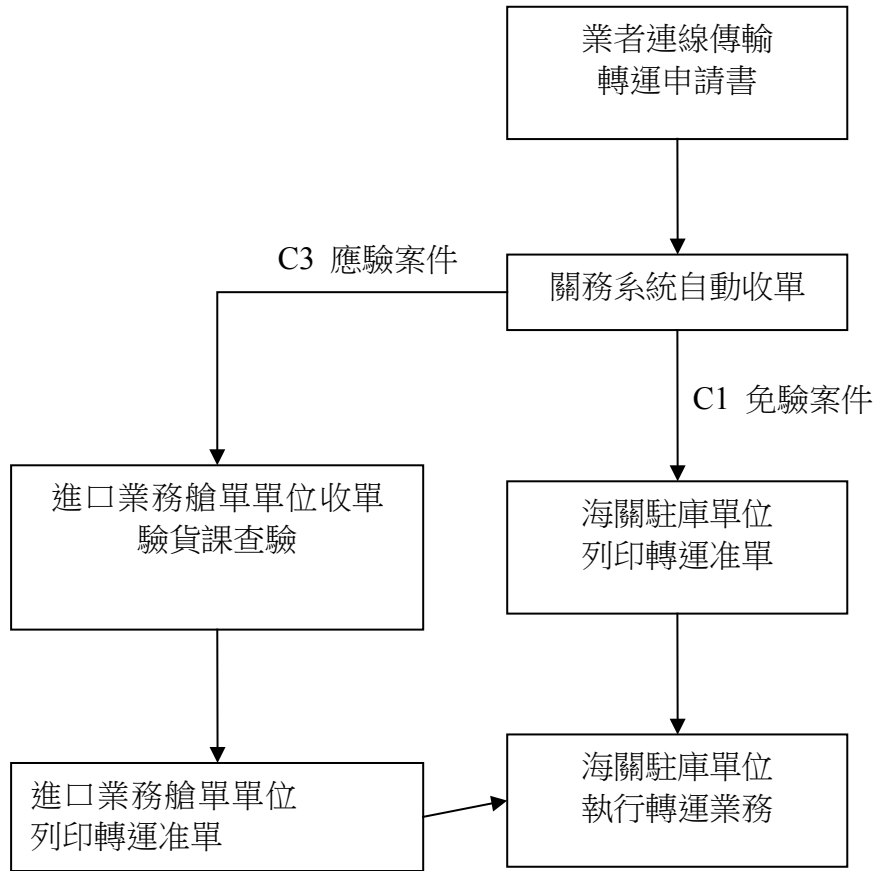 業者連線傳輸
轉運申請書
C3 應驗案件
關務系統自動收單
C1 免驗案件
進口業務艙單單位收單
驗貨課查驗
海關駐庫單位
列印轉運准單
進口業務艙單單位
列印轉運准單
海關駐庫單位
執行轉運業務